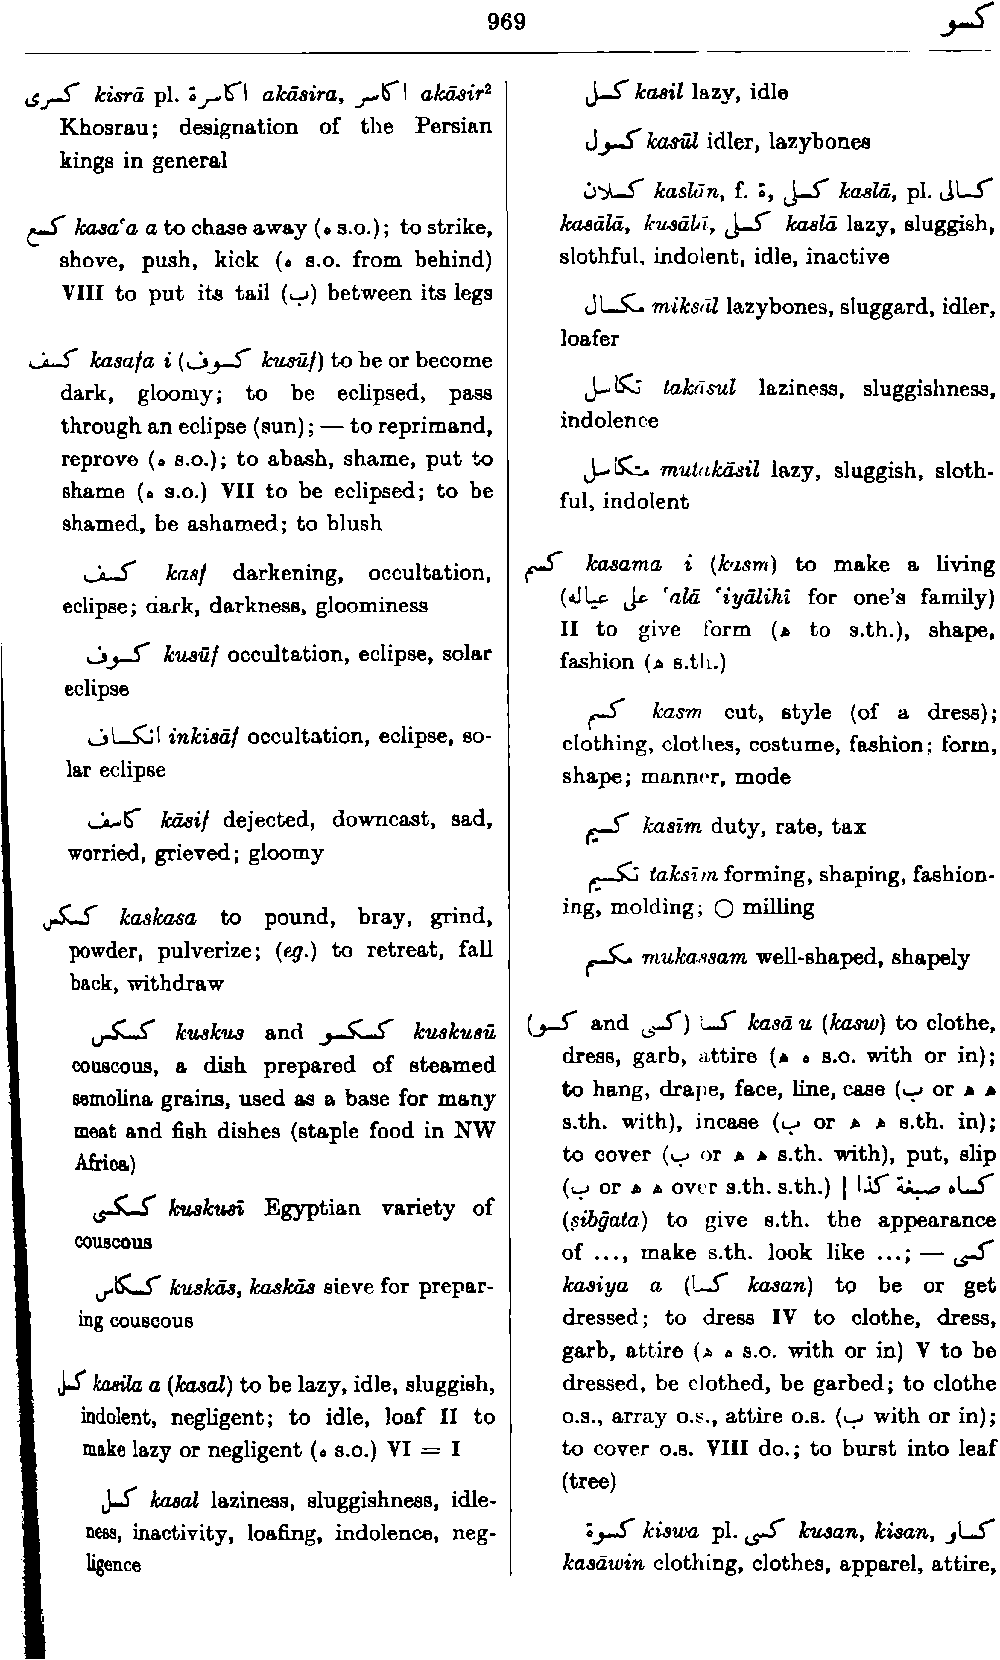 969
كسو
كسرى kisrā pl. اكاسرة akāsira, اكاسر akāsir²
Khosrau; designation of the Persian
kings in general
كسع kasaʿa a to chase away (ه s.o.); to strike,
shove, push, kick (ه s.o. from behind)
VIII to put its tail (ب) between its legs
كسف kasafa i (كسوف kusūf) to be or become
dark, gloomy; to be eclipsed, pass
through an eclipse (sun); — to reprimand,
reprove (ه s.o.); to abash, shame, put to
shame (ه s.o.) VII to be eclipsed; to be
shamed, be ashamed; to blush
كسف kasf darkening, occultation,
eclipse; dark, darkness, gloominess
كسوف kusūf occultation, eclipse, solar
eclipse
انكساف inkisāf occultation, eclipse, so-
lar eclipse
كاسف kāsif dejected, downcast, sad,
worried, grieved; gloomy
كسكس kaskasa to pound, bray, grind,
powder, pulverize; (eg.) to retreat, fall
back, withdraw
كسكس kuskus and كسكسو kuskusū
couscous, a dish prepared of steamed
semolina grains, used as a base for many
meat and fish dishes (staple food in NW
Africa)
كسكسى kuskusī Egyptian variety of
couscous
كسكاس kuskās, kaskās sieve for prepar-
ing couscous
كسل kasila a (kasal) to be lazy, idle, sluggish,
indolent, negligent; to idle, loaf II to
make lazy or negligent (ه s.o.) VI = I
كسل kasal laziness, sluggishness, idle-
ness, inactivity, loafing, indolence, neg-
ligence
كسل kasil lazy, idle
كسول kasūl idler, lazybones
كسلان kaslān, f. ة, كسلى kaslā, pl. كسالى
kasālā, kusālī, كسلى kaslā lazy, sluggish,
slothful, indolent, idle, inactive
مكسال miksāl lazybones, sluggard, idler,
loafer
تكاسل takāsul laziness, sluggishness,
indolence
متكاسل mutakāsil lazy, sluggish, sloth-
ful, indolent
كسم kasama i (kasm) to make a living
(على عياله ʿalā ʿiyālihī for one's family)
II to give form (ه to s.th.), shape,
fashion (ه s.th.)
كسم kasm cut, style (of a dress);
clothing, clothes, costume, fashion; form,
shape; manner, mode
كسيم kasīm duty, rate, tax
تكسيم taksīm forming, shaping, fashion-
ing, molding; ○ milling
مكسم mukassam well-shaped, shapely
(كسو and كسى) كسا kasā u (kasw) to clothe,
dress, garb, attire (ه ه s.o. with or in);
to hang, drape, face, line, case (ب or ه ه
s.th. with), incase (ب or ه ه s.th. in);
to cover (ب or ه ه s.th. with), put, slip
(ب or ه ه over s.th. s.th.) | كساه صبغة كذا
(ṣibḡata) to give s.th. the appearance
of ..., make s.th. look like ...; — كسى
kasiya a (كسا kasan) to be or get
dressed; to dress IV to clothe, dress,
garb, attire (ه ه s.o. with or in) V to be
dressed, be clothed, be garbed; to clothe
o.s., array o.s., attire o.s. (ب with or in);
to cover o.s. VIII do.; to burst into leaf
(tree)
كسوة kiswa pl. كسى kusan, kisan, كساو
kasāwin clothing, clothes, apparel, attire,